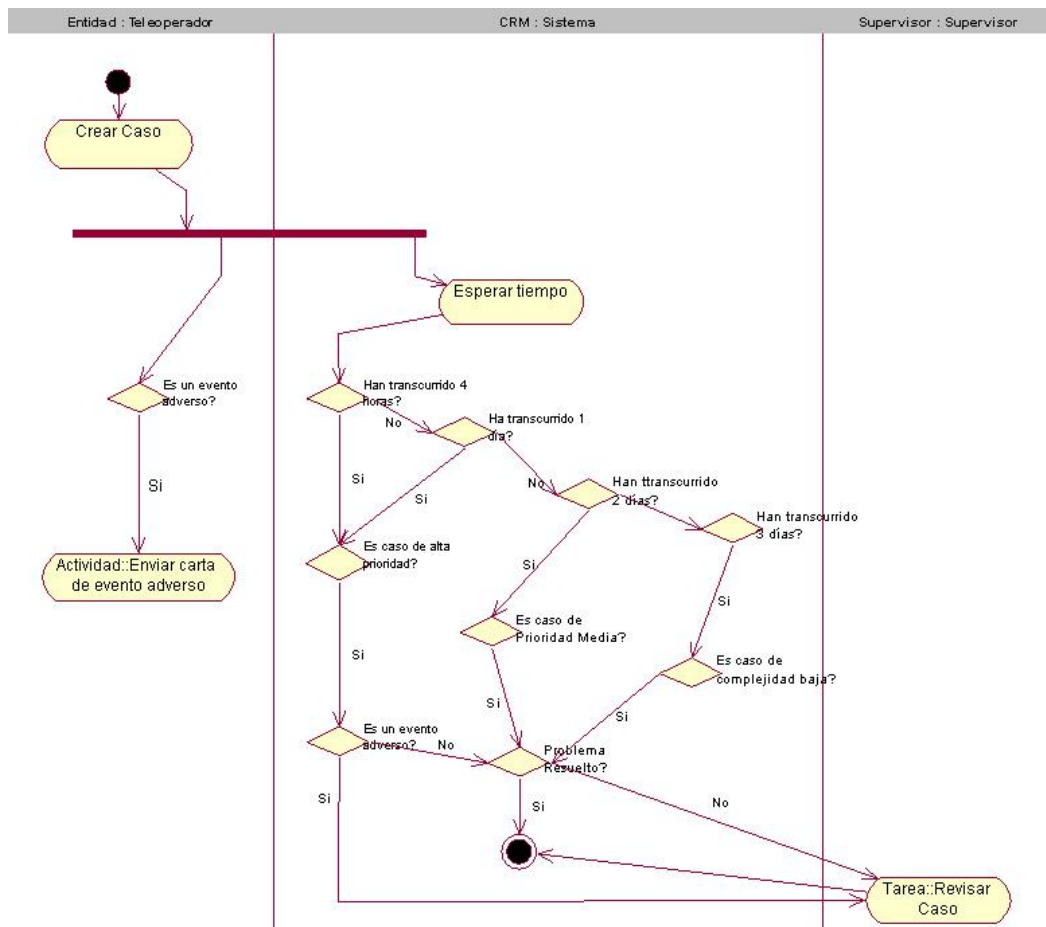 Entidad : Teleoperador
CRM : Sistema
Supervisor : Supervisor
Crear Caso
Esperar tiempo
Es un evento
adverso?
Han transcurrido 4
horas?
No
Ha transcurrido 1
día?
Si
Si
Si
No
Han ttranscurrido
2 días?
Han transcurrido
3 días?
Es caso de alta
prioridad?
Actividad::Enviar carta
de evento adverso
Si
Si
Es caso de
Prioridad Media?
Si
Es caso de
complejidad baja?
Si
Si
Es un evento
adverso?
No
Problema
Resuelto?
Si
Si
No
Tarea::Revisar
Caso